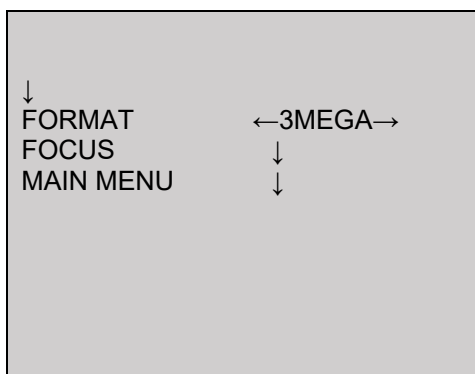 ↓
FORMAT ←3MEGA→
FOCUS ↓
MAIN MENU ↓